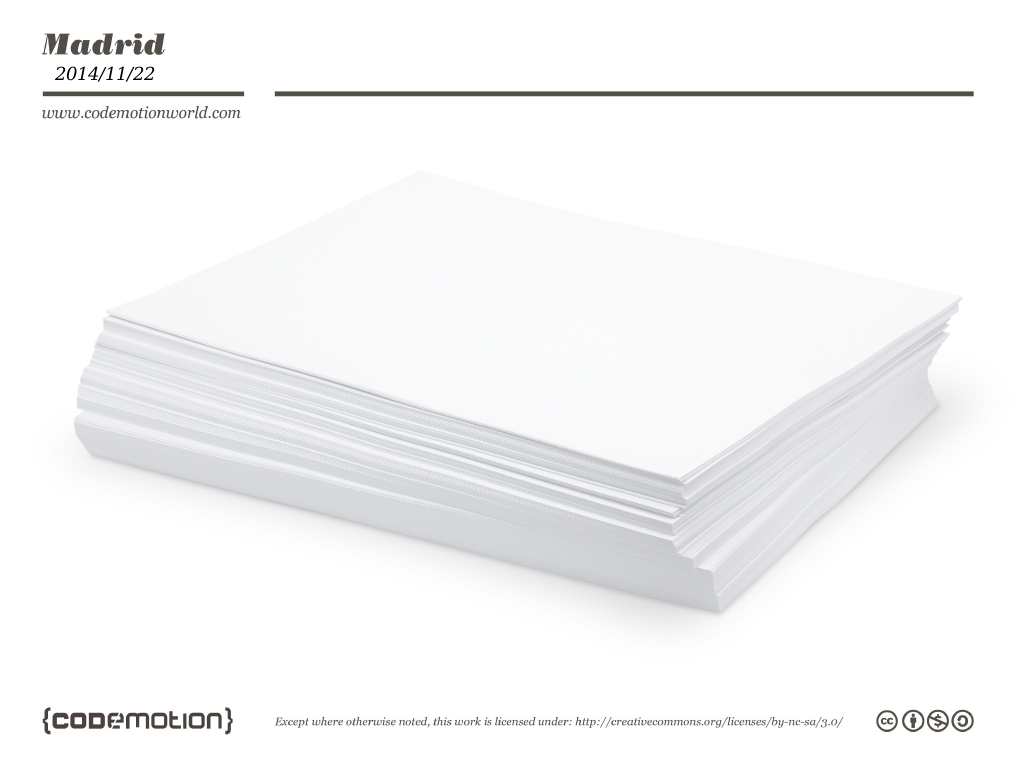 Madrid
2014/11/22
www.codemotionworld.com
{CODEMOTION}
Except where otherwise noted, this work is licensed under: http://creativecommons.org/licenses/by-nc-sa/3.0/
cc